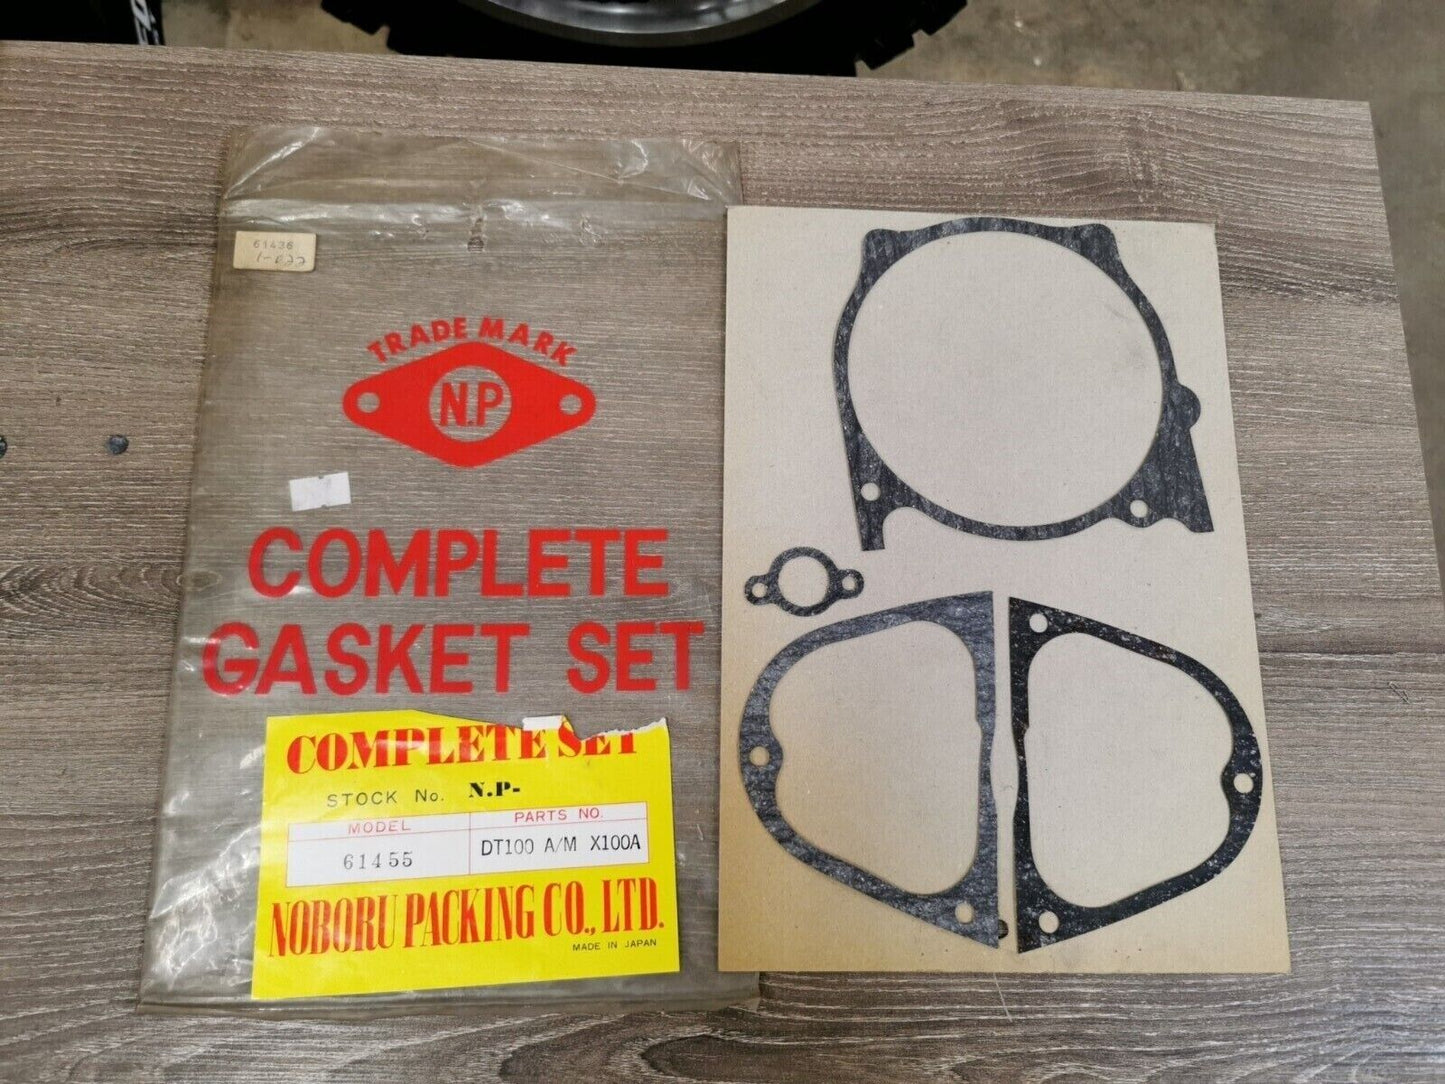 61436
TRADE MARK
N.P
COMPLETE
GASKET SET
COMPLETE SET
STOCK No. N.P-
MODEL PARTS NO.
61455 DT100 A/M X100A
NOBORU PACKING CO., LTD.
MADE IN JAPAN